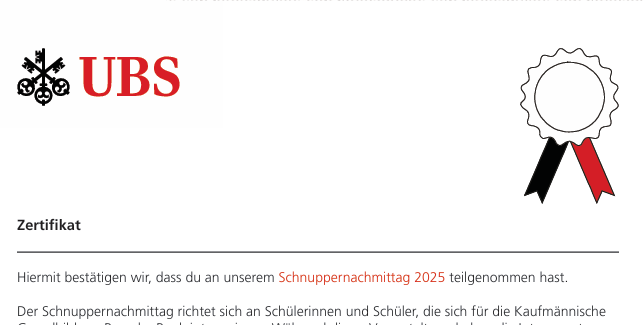 UBS
Zertifikat
Hiermit bestätigen wir, dass du an unserem Schnuppernachmittag 2025 teilgenommen hast.
Der Schnuppernachmittag richtet sich an Schülerinnen und Schüler, die sich für die Kaufmännische